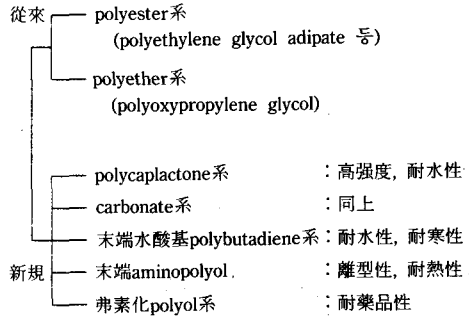 從來 polyester系
(polyethylene glycol adipate 등)
polyether系
(polyoxypropylene glycol)
polycaplactone系 : 高强度, 耐水性
carbonate系 : 同上
末端水酸基polybutadiene系 : 耐水性, 耐寒性
新規 末端aminopolyol. : 離型性, 耐熱性
弗素化polyol系 : 耐藥品性